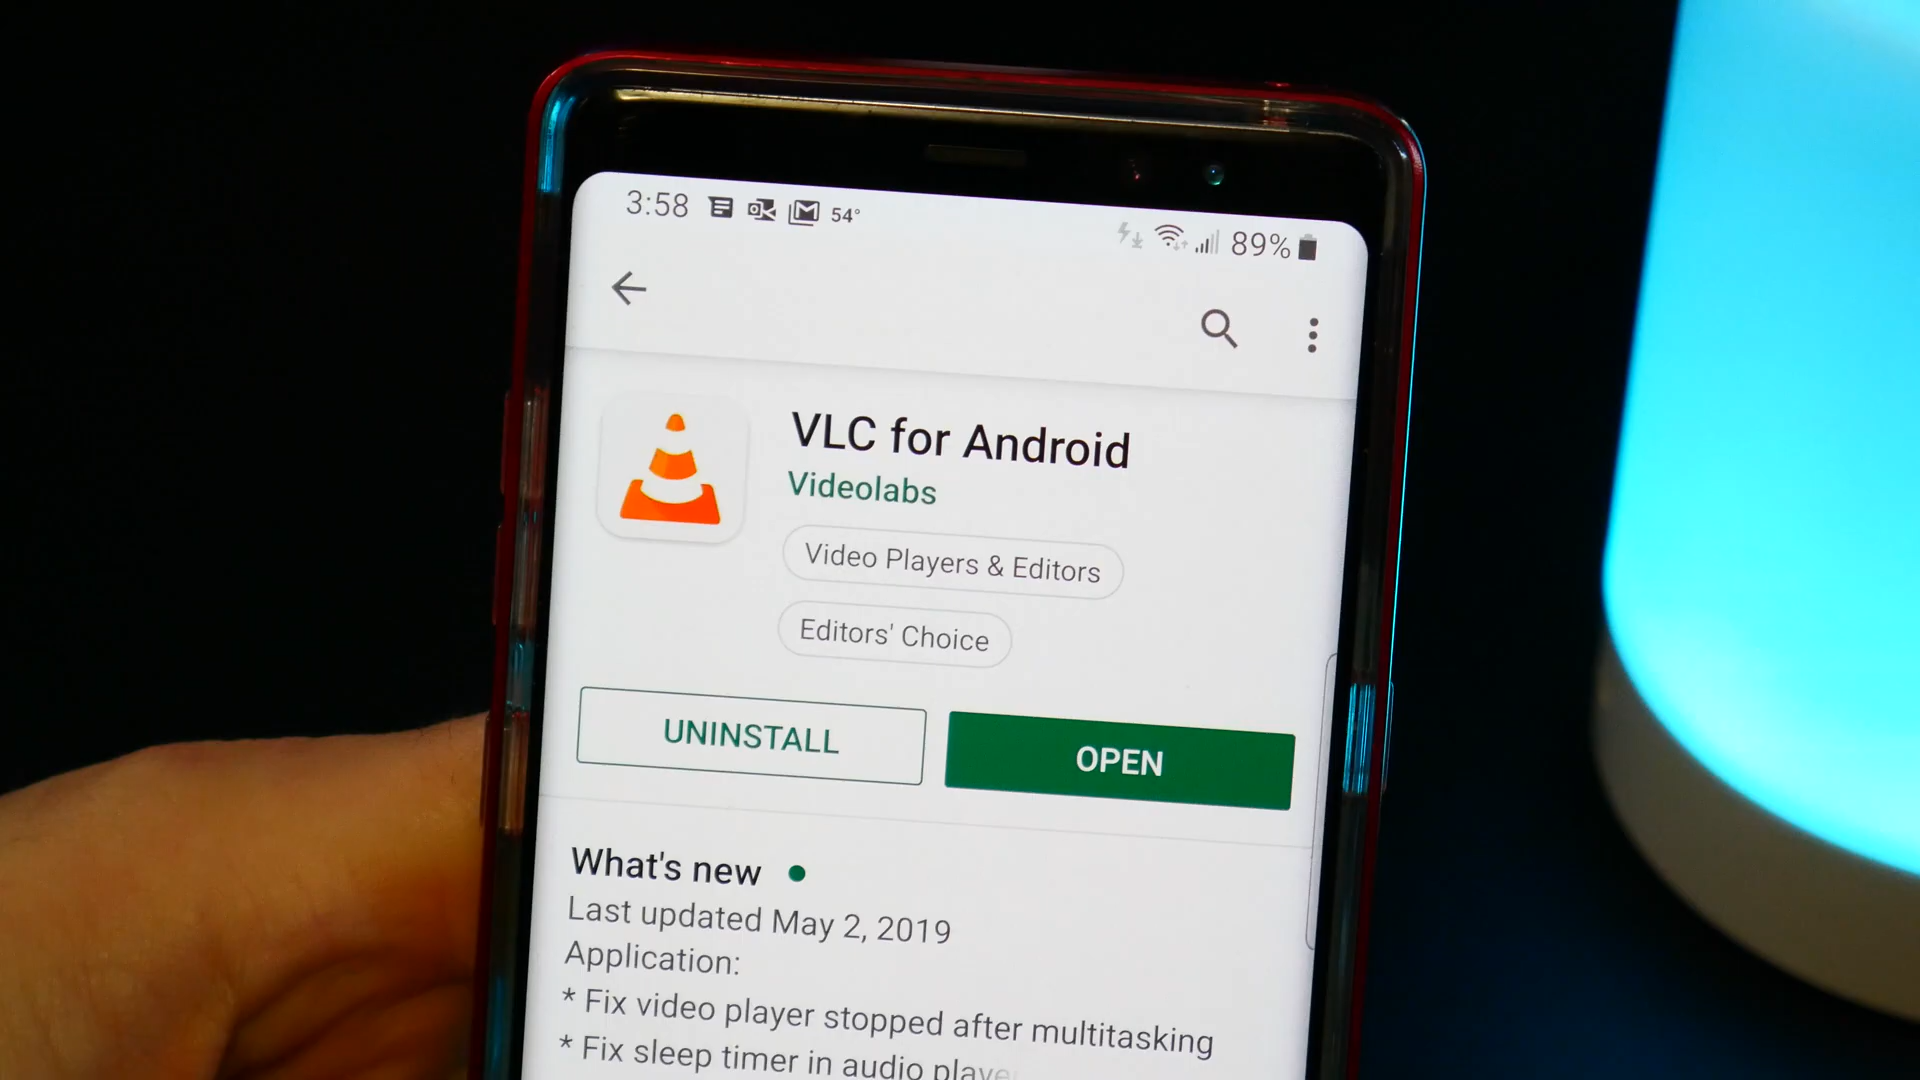 3:58 54° 89%
VLC for Android
Videolabs
Video Players & Editors
Editors' Choice
UNINSTALL OPEN
What's new
Last updated May 2, 2019
Application:
* Fix video player stopped after multitasking
* Fix sleep timer in audio playe